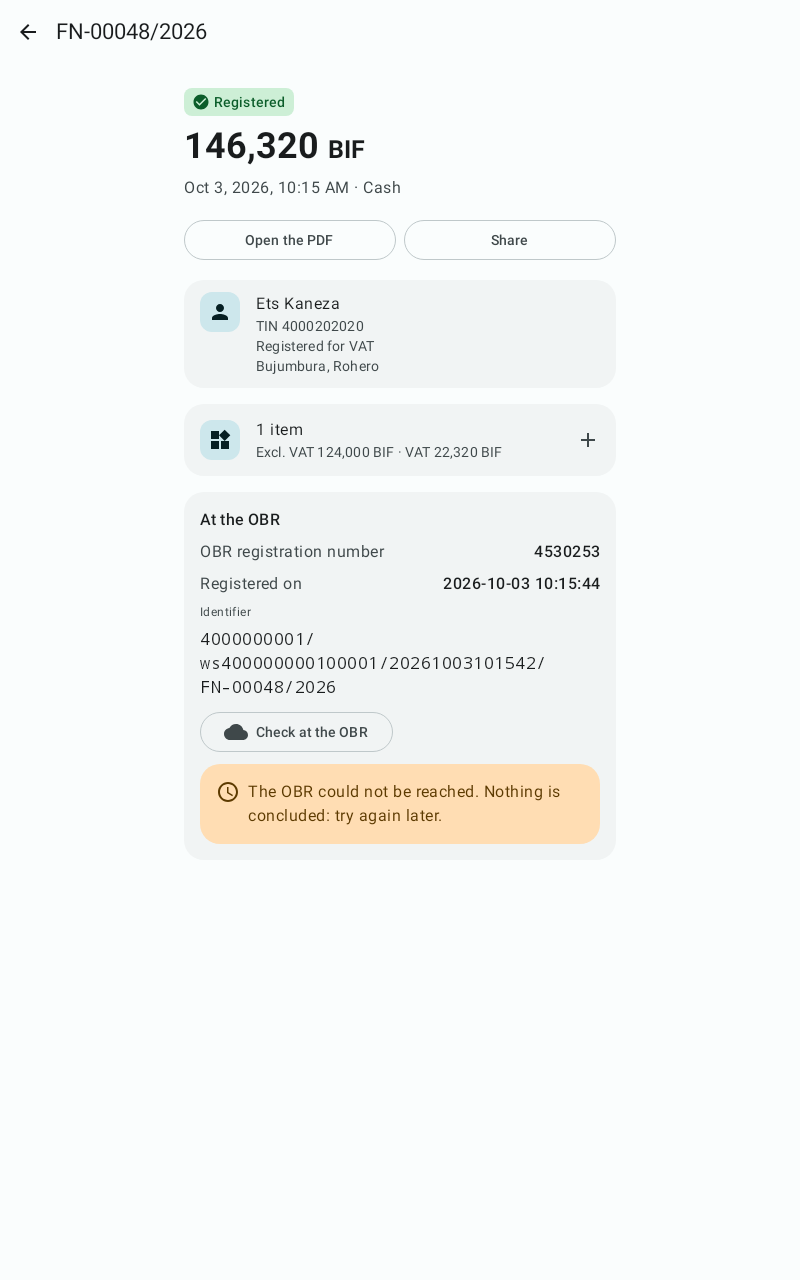 FN-00048/2026
Registered
146,320 BIF
Oct 3, 2026, 10:15 AM · Cash
Open the PDF
Share
Ets Kaneza
TIN 4000202020
Registered for VAT
Bujumbura, Rohero
1 item
Excl. VAT 124,000 BIF · VAT 22,320 BIF
At the OBR
OBR registration number 4530253
Registered on 2026-10-03 10:15:44
Identifier
4000000001/
ws400000000100001/20261003101542/
FN-00048/2026
Check at the OBR
The OBR could not be reached. Nothing is
concluded: try again later.